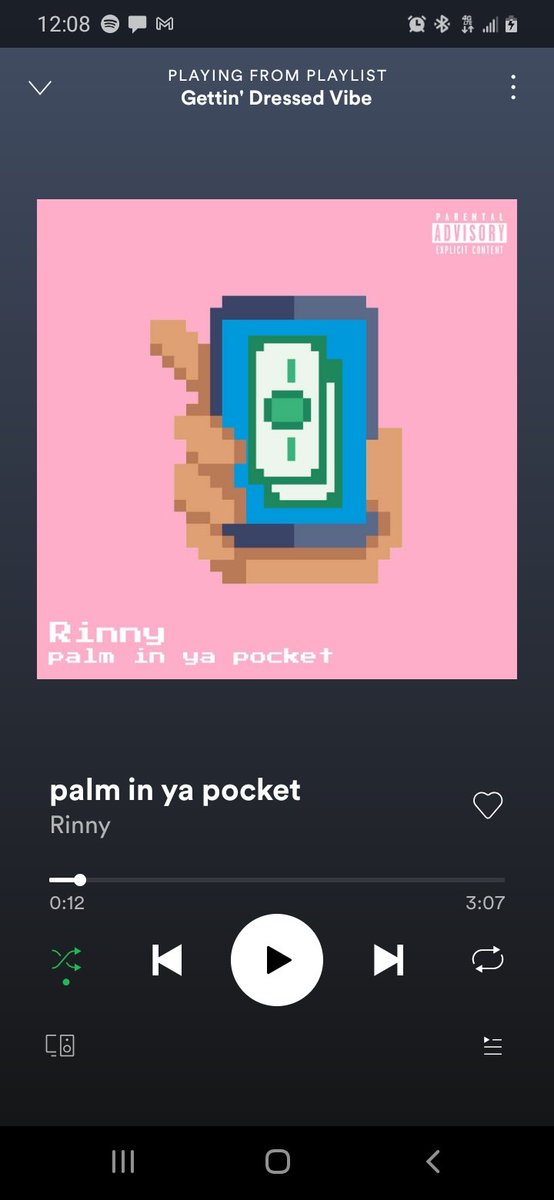 12:08
4G
PLAYING FROM PLAYLIST
Gettin' Dressed Vibe
PARENTAL
ADVISORY
EXPLICIT CONTENT
Rinny
palm in ya pocket
palm in ya pocket
Rinny
0:12
3:07